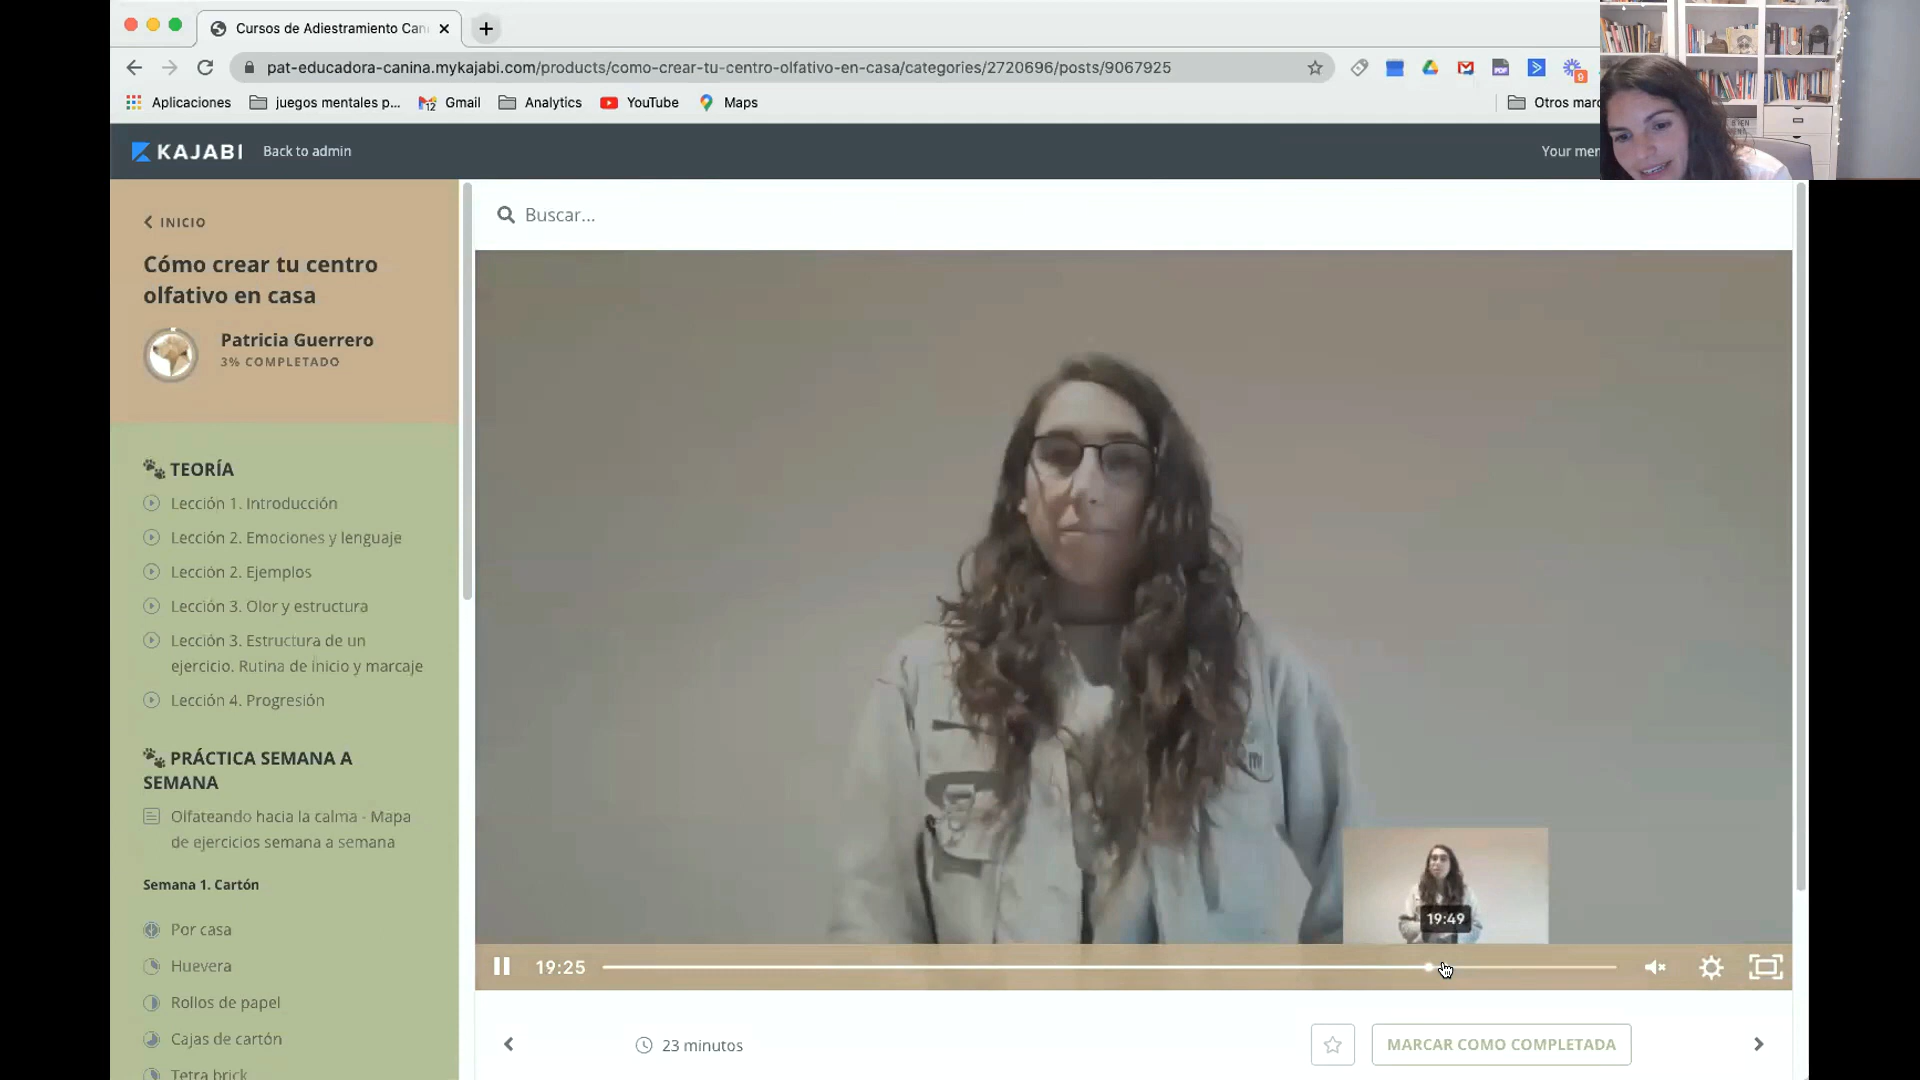 Cursos de Adiestramiento Can
pat-educadora-canina.mykajabi.com/products/como-crear-tu-centro-olfativo-en-casa/categories/2720696/posts/9067925
9
Aplicaciones juegos mentales p... Gmail Analytics YouTube Maps Otros marc
12
KAJABI Back to admin Your mer
INICIO
Buscar...
Cómo crear tu centro
olfativo en casa
Patricia Guerrero
3% COMPLETADO
TEORÍA
Lección 1. Introducción
Lección 2. Emociones y lenguaje
Lección 2. Ejemplos
Lección 3. Olor y estructura
Lección 3. Estructura de un
ejercicio. Rutina de inicio y marcaje
Lección 4. Progresión
PRÁCTICA SEMANA A
SEMANA
Olfateando hacia la calma - Mapa
de ejercicios semana a semana
Semana 1. Cartón
Por casa
Huevera
Rollos de papel
Cajas de cartón
Tetra brick
19:49
19:25
23 minutos
MARCAR COMO COMPLETADA